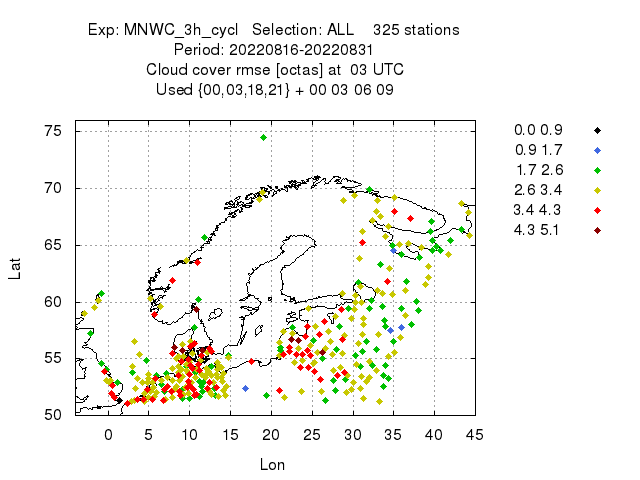 Exp: MNWC_3h_cycl   Selection: ALL    325 stations
Period: 20220816-20220831
Cloud cover rmse [octas] at  03 UTC
Used {00,03,18,21} + 00 03 06 09
0.0 0.9
0.9 1.7
1.7 2.6
2.6 3.4
3.4 4.3
4.3 5.1
75
70
65
60
55
50
Lat
0 5 10 15 20 25 30 35 40 45
Lon